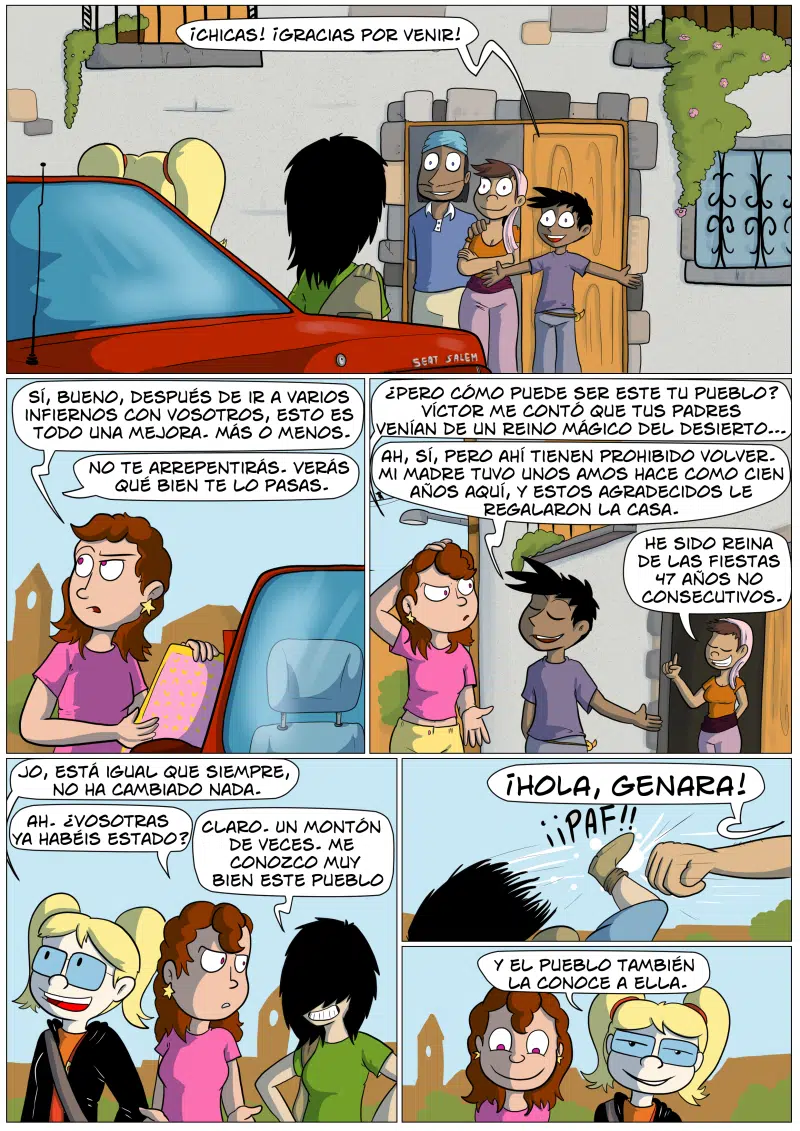 ¡CHICAS! ¡GRACIAS POR VENIR!
SEAT SALEM
SÍ, BUENO, DESPUÉS DE IR A VARIOS
INFIERNOS CON VOSOTROS, ESTO ES
TODO UNA MEJORA. MÁS O MENOS.
NO TE ARREPENTIRÁS. VERÁS
QUÉ BIEN TE LO PASAS.
¿PERO CÓMO PUEDE SER ESTE TU PUEBLO?
VÍCTOR ME CONTÓ QUE TUS PADRES
VENÍAN DE UN REINO MÁGICO DEL DESIERTO...
AH, SÍ, PERO AHÍ TIENEN PROHIBIDO VOLVER.
MI MADRE TUVO UNOS AMOS HACE COMO CIEN
AÑOS AQUÍ, Y ESTOS AGRADECIDOS LE
REGALARON LA CASA.
HE SIDO REINA
DE LAS FIESTAS
47 AÑOS NO
CONSECUTIVOS.
JO, ESTÁ IGUAL QUE SIEMPRE,
NO HA CAMBIADO NADA.
AH. ¿VOSOTRAS
YA HABÉIS ESTADO?
CLARO. UN MONTÓN
DE VECES. ME
CONOZCO MUY
BIEN ESTE PUEBLO
¡HOLA, GENARA!
¡¡PAF!!
Y EL PUEBLO TAMBIÉN
LA CONOCE A ELLA.